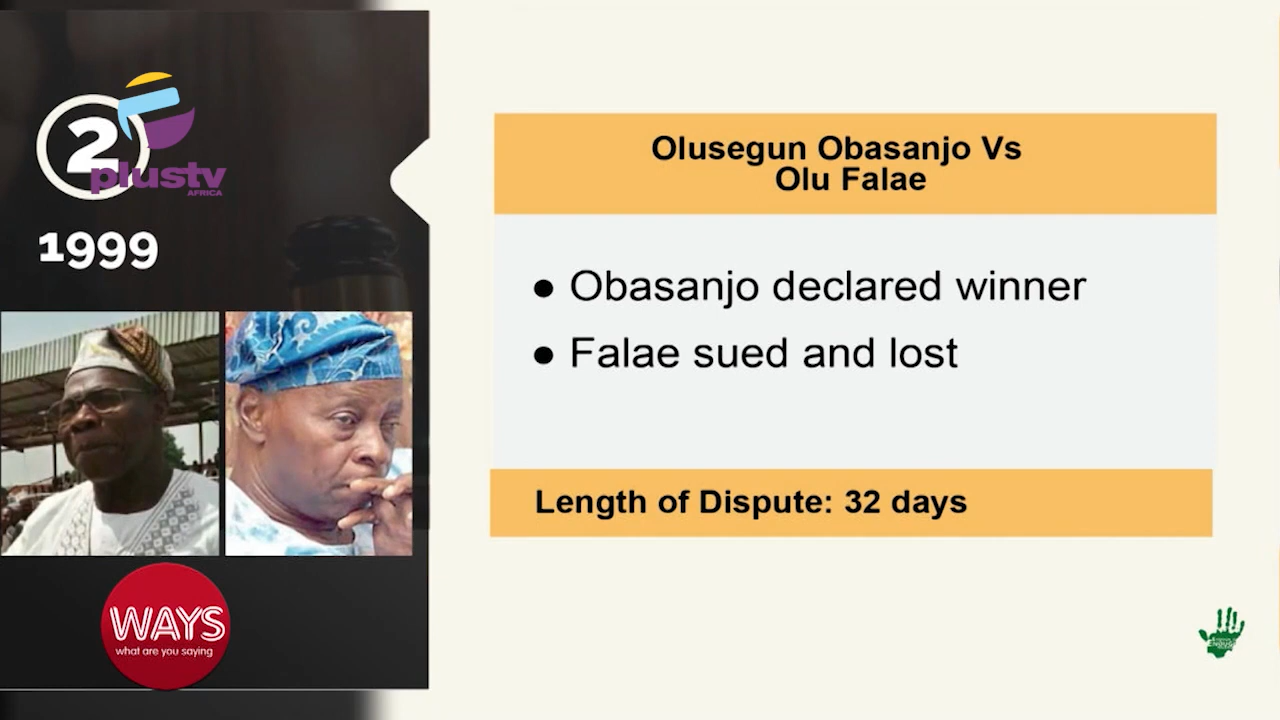 2
plustv
AFRICA
1999
WAYS
what are you saying
Olusegun Obasanjo Vs
Olu Falae
● Obasanjo declared winner
● Falae sued and lost
Length of Dispute: 32 days